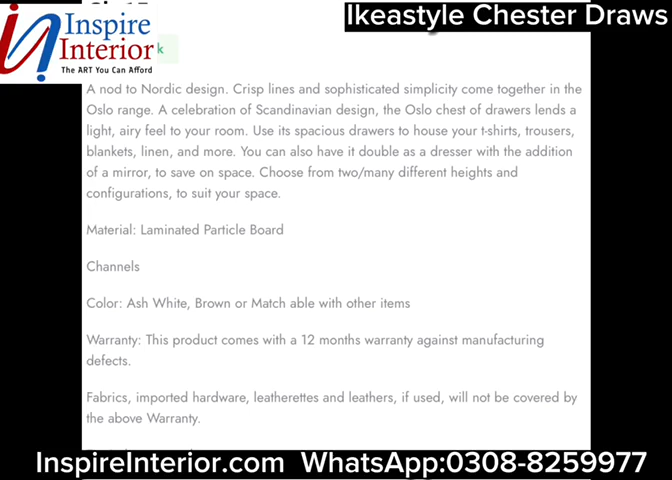 Ikeastyle Chester Draws
Inspire
Interior
The ART You Can Afford
k
A nod to Nordic design. Crisp lines and sophisticated simplicity come together in the
Oslo range. A celebration of Scandinavian design, the Oslo chest of drawers lends a
light, airy feel to your room. Use its spacious drawers to house your t-shirts, trousers,
blankets, linen, and more. You can also have it double as a dresser with the addition
of a mirror, to save on space. Choose from two/many different heights and
configurations, to suit your space.
Material: Laminated Particle Board
Channels
Color: Ash White, Brown or Match able with other items
Warranty: This product comes with a 12 months warranty against manufacturing
defects.
Fabrics, imported hardware, leatherettes and leathers, if used, will not be covered by
the above Warranty.
InspireInterior.com WhatsApp:0308-8259977